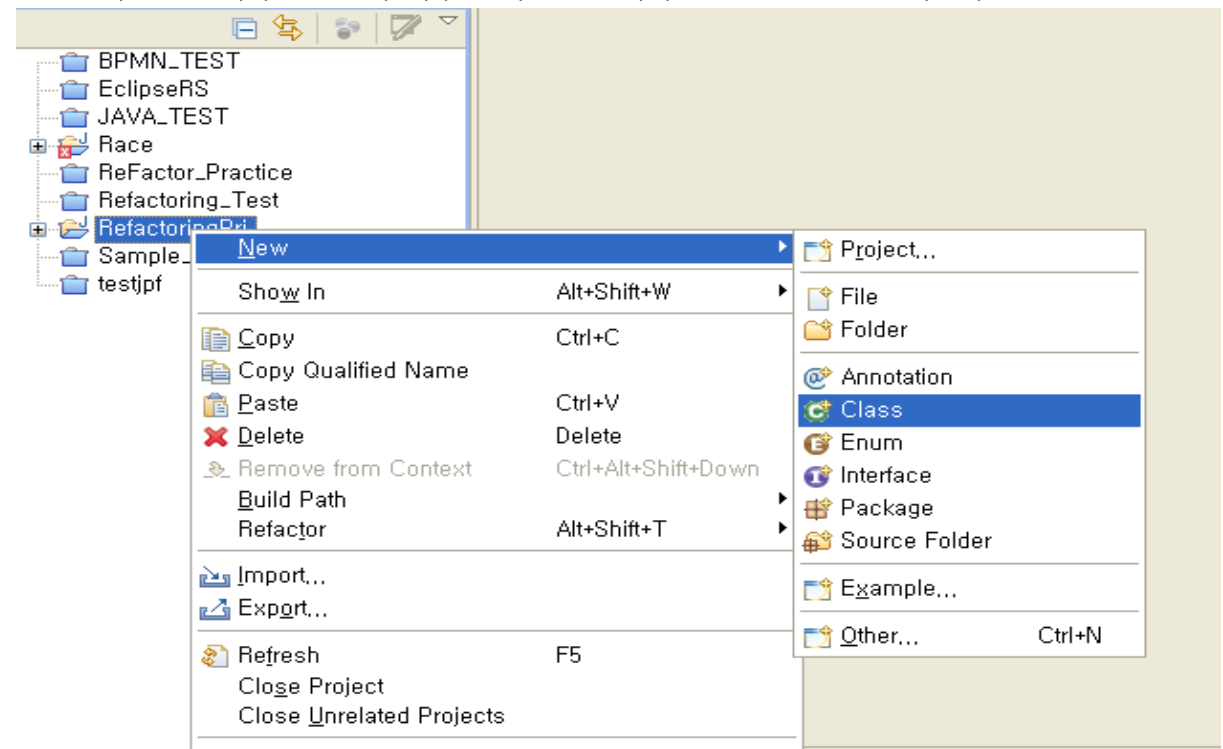 BPMN_TEST
EclipseRS
JAVA_TEST
Race
ReFactor_Practice
Refactoring_Test
RefactoringPrj
Sample_
testjpf
New
Show In Alt+Shift+W
Copy Ctrl+C
Copy Qualified Name
Paste Ctrl+V
Delete Delete
Remove from Context Ctrl+Alt+Shift+Down
Build Path
Refactor Alt+Shift+T
Import...
Export...
Refresh F5
Close Project
Close Unrelated Projects
Project...
File
Folder
Annotation
Class
Enum
Interface
Package
Source Folder
Example...
Other... Ctrl+N